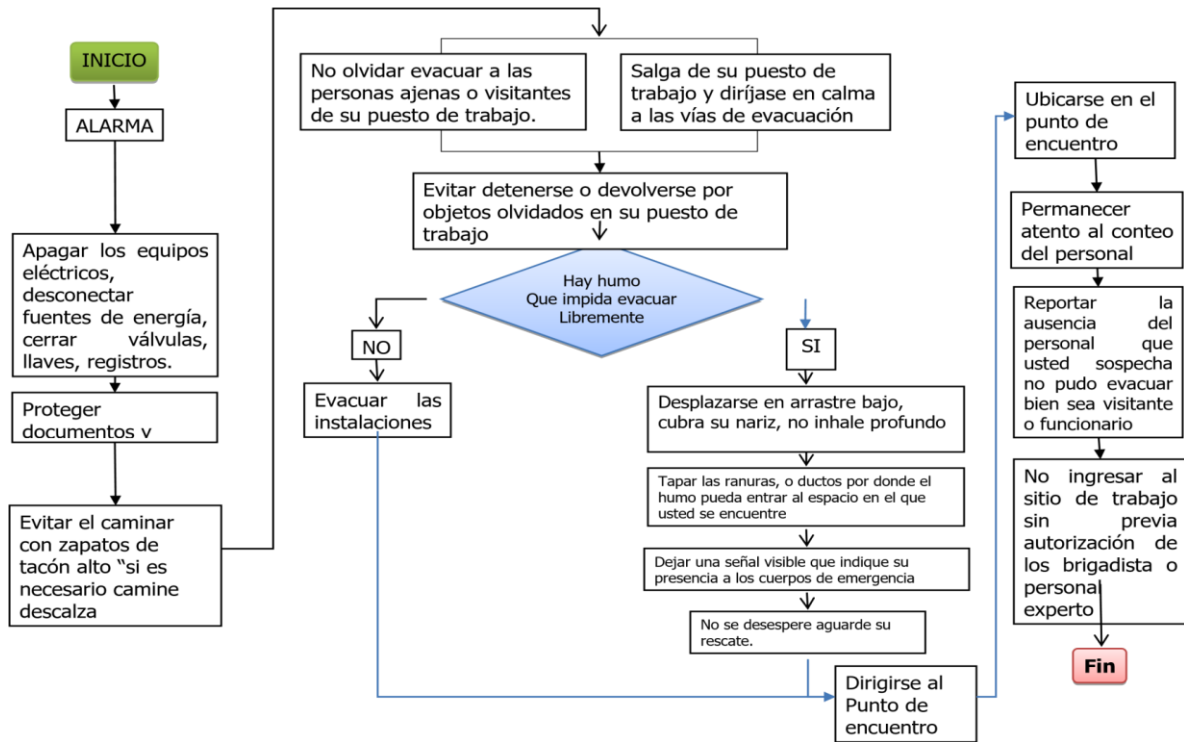 INICIO
ALARMA
Apagar los equipos
eléctricos,
desconectar
fuentes de energía,
cerrar válvulas,
llaves, registros.
Proteger
documentos v
Evitar el caminar
con zapatos de
tacón alto “si es
necesario camine
descalza
No olvidar evacuar a las
personas ajenas o visitantes
de su puesto de trabajo.
Salga de su puesto de
trabajo y diríjase en calma
a las vías de evacuación
Evitar detenerse o devolverse por
objetos olvidados en su puesto de
trabajo
Hay humo
Que impida evacuar
Libremente
NO
Evacuar las
instalaciones
SI
Desplazarse en arrastre bajo,
cubra su nariz, no inhale profundo
Tapar las ranuras, o ductos por donde el
humo pueda entrar al espacio en el que
usted se encuentre
Dejar una señal visible que indique su
presencia a los cuerpos de emergencia
No se desespere aguarde su
rescate.
Dirigirse al
Punto de
encuentro
Ubicarse en el
punto de
encuentro
Permanecer
atento al conteo
del personal
Reportar la
ausencia del
personal que
usted sospecha
no pudo evacuar
bien sea visitante
o funcionario
No ingresar al
sitio de trabajo
sin previa
autorización de
los brigadista o
personal
experto
Fin